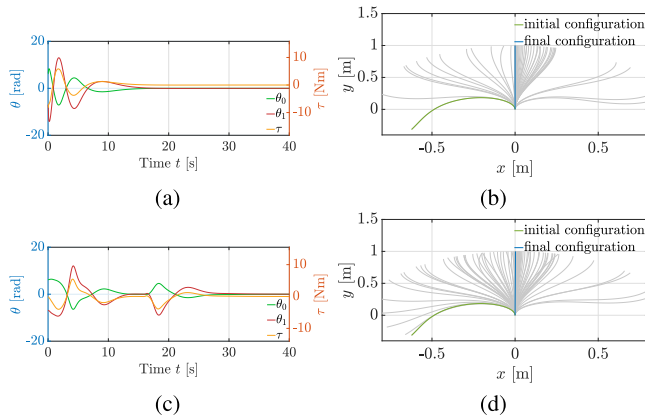 20
10
0
0
-10
-20
θ [rad]
τ [Nm]
θ₀
θ₁
τ
0 10 20 30 40
Time t [s]
(a)
1.5
1
0.5
0
y [m]
initial configuration
final configuration
-0.5 0 0.5
x [m]
(b)
20
10
0
0
-10
-20
θ [rad]
τ [Nm]
θ₀
θ₁
τ
0 10 20 30 40
Time t [s]
(c)
1.5
1
0.5
0
y [m]
initial configuration
final configuration
-0.5 0 0.5
x [m]
(d)